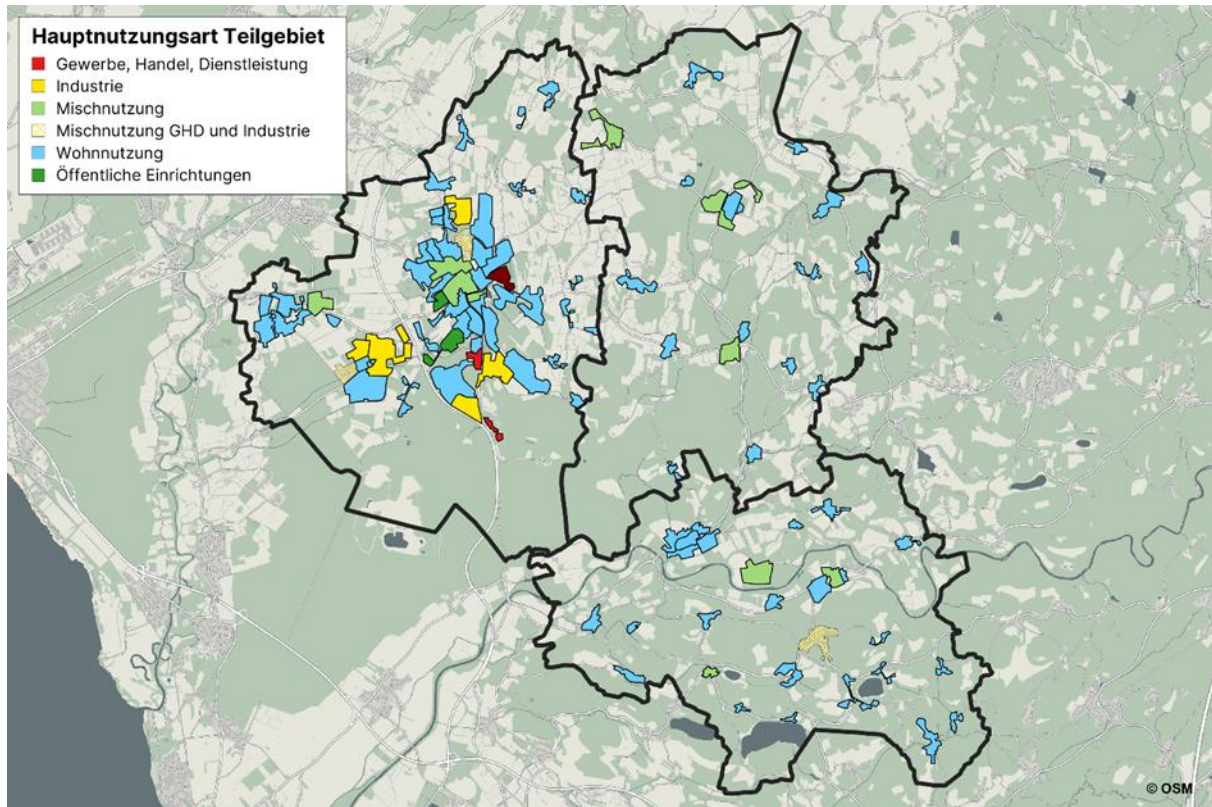 Hauptnutzungsart Teilgebiet
Gewerbe, Handel, Dienstleistung
Industrie
Mischnutzung
Mischnutzung GHD und Industrie
Wohnnutzung
Öffentliche Einrichtungen
© OSM